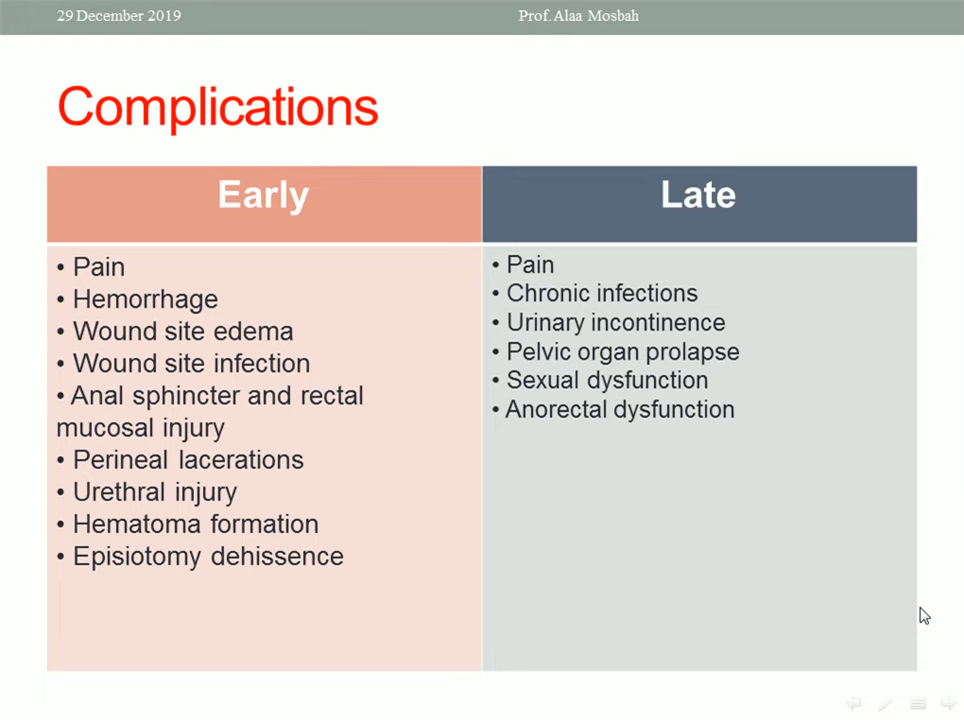 29 December 2019
Prof. Alaa Mosbah
Complications
Early
• Pain
• Hemorrhage
• Wound site edema
• Wound site infection
• Anal sphincter and rectal
mucosal injury
• Perineal lacerations
• Urethral injury
• Hematoma formation
• Episiotomy dehissence
Late
• Pain
• Chronic infections
• Urinary incontinence
• Pelvic organ prolapse
• Sexual dysfunction
• Anorectal dysfunction